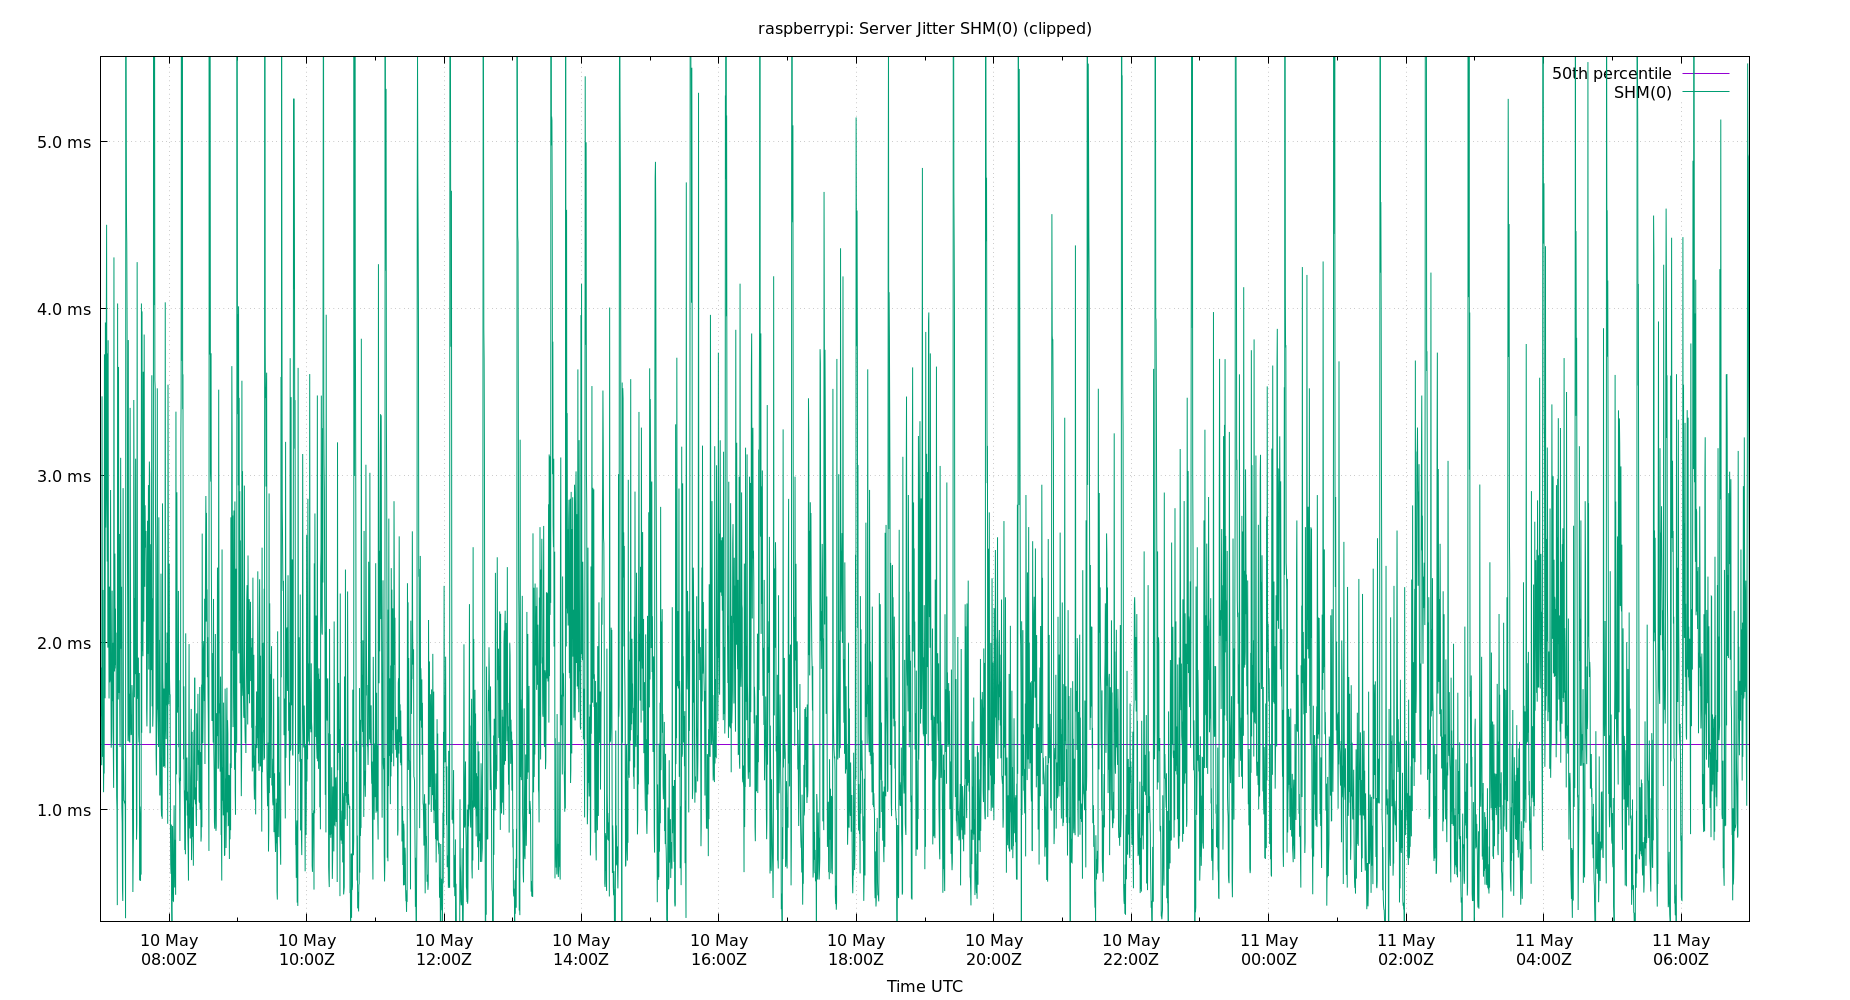 raspberrypi: Server Jitter SHM(0) (clipped)
50th percentile
SHM(0)
5.0 ms
4.0 ms
3.0 ms
2.0 ms
1.0 ms
10 May 10 May 10 May 10 May 10 May 10 May 10 May 10 May 11 May 11 May 11 May 11 May
08:00Z 10:00Z 12:00Z 14:00Z 16:00Z 18:00Z 20:00Z 22:00Z 00:00Z 02:00Z 04:00Z 06:00Z
Time UTC